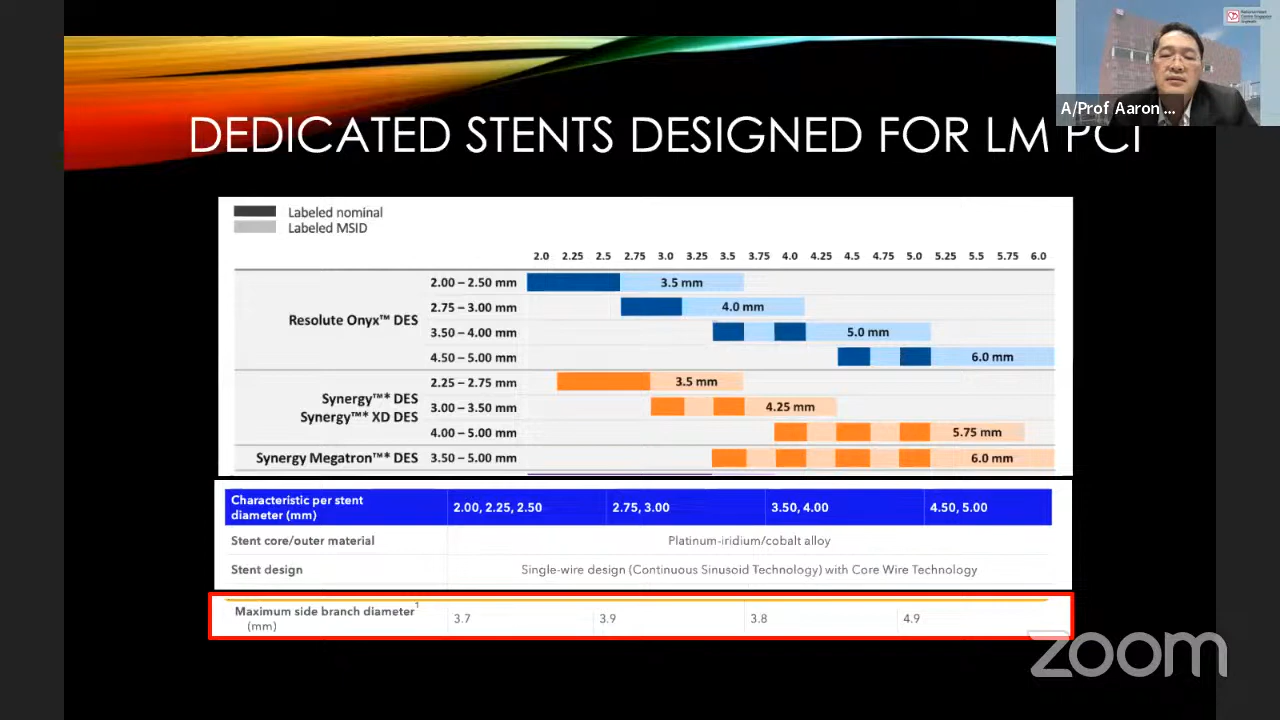 A/Prof Aaron ...
DEDICATED STENTS DESIGNED FOR LM PCI
Labeled nominal
Labeled MSID
2.0 2.25 2.5 2.75 3.0 3.25 3.5 3.75 4.0 4.25 4.5 4.75 5.0 5.25 5.5 5.75 6.0
Resolute Onyx™ DES
2.00 – 2.50 mm 3.5 mm
2.75 – 3.00 mm 4.0 mm
3.50 – 4.00 mm 5.0 mm
4.50 – 5.00 mm 6.0 mm
Synergy™* DES
Synergy™* XD DES
2.25 – 2.75 mm 3.5 mm
3.00 – 3.50 mm 4.25 mm
4.00 – 5.00 mm 5.75 mm
Synergy Megatron™* DES 3.50 – 5.00 mm 6.0 mm
Characteristic per stent
diameter (mm)
2.00, 2.25, 2.50 2.75, 3.00 3.50, 4.00 4.50, 5.00
Stent core/outer material Platinum-iridium/cobalt alloy
Stent design Single-wire design (Continuous Sinusoid Technology) with Core Wire Technology
Maximum side branch diameter1
(mm)
3.7 3.9 3.8 4.9
zoom